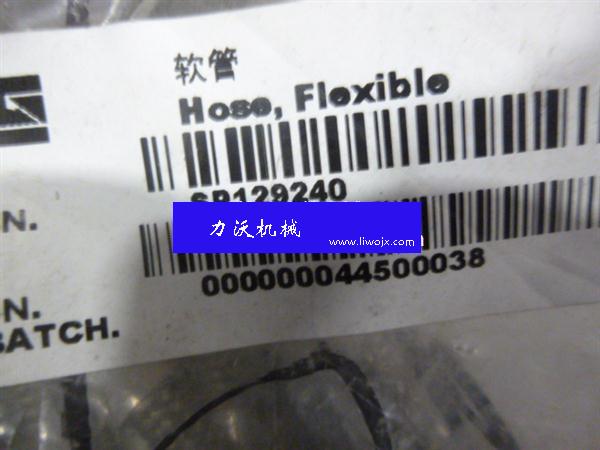 软管
Hose, Flexible
SP129240
N.
力沃机械
www.liwojx.com
000000044500038
N.
BATCH.